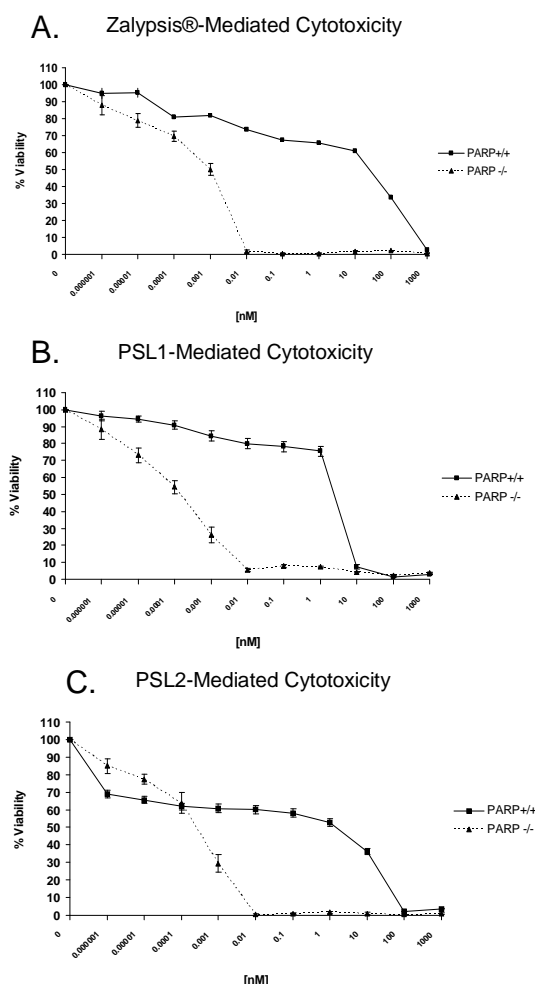 A. Zalypsis®-Mediated Cytotoxicity
110
100
90
80
70
60
50
40
30
20
10
0
% Viability
0 0.000001 0.00001 0.0001 0.001 0.01 0.1 1 10 100 1000
[nM]
PARP+/+
PARP -/-
B. PSL1-Mediated Cytotoxicity
110
100
90
80
70
60
50
40
30
20
10
0
% Viability
0 0.000001 0.00001 0.0001 0.001 0.01 0.1 1 10 100 1000
[nM]
PARP+/+
PARP -/-
C. PSL2-Mediated Cytotoxicity
110
100
90
80
70
60
50
40
30
20
10
0
% Viability
0 0.000001 0.00001 0.0001 0.001 0.01 0.1 1 10 100 1000
[nM]
PARP+/+
PARP -/-